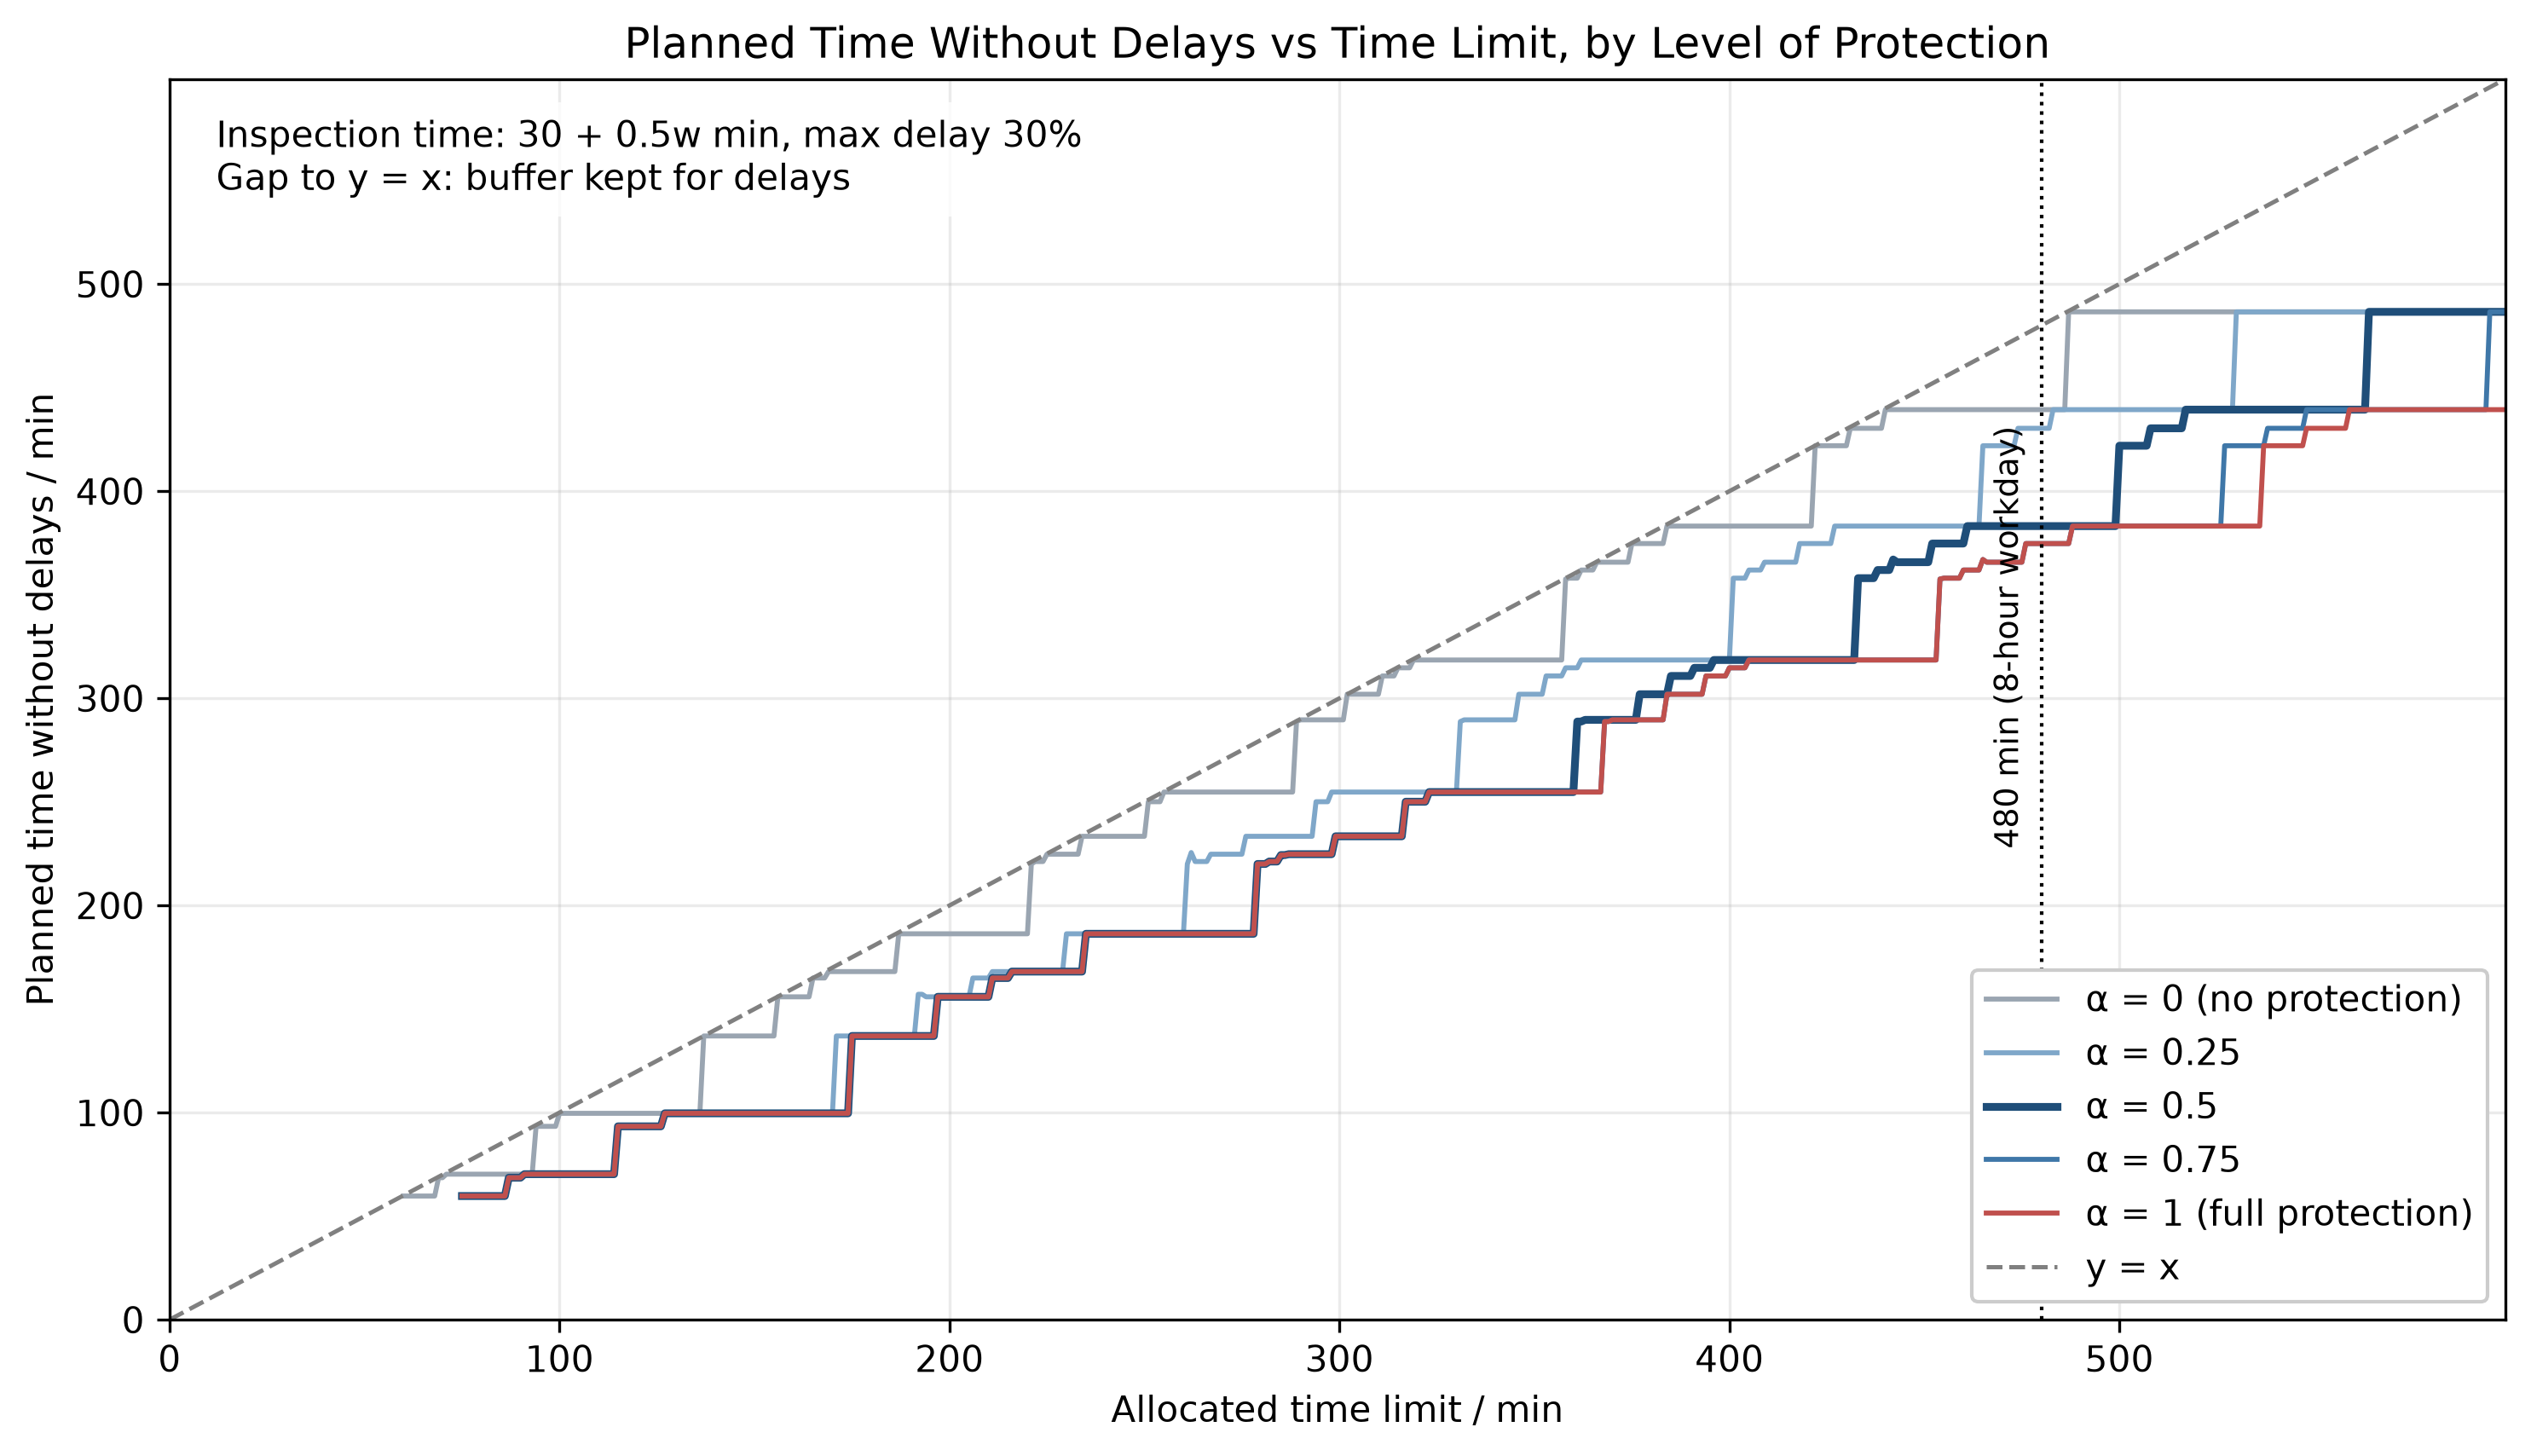 Planned Time Without Delays vs Time Limit, by Level of Protection
Inspection time: 30 + 0.5w min, max delay 30%
Gap to y = x: buffer kept for delays
Planned time without delays / min
500
400
300
200
100
0
480 min (8-hour workday)
α = 0 (no protection)
α = 0.25
α = 0.5
α = 0.75
α = 1 (full protection)
y = x
0 100 200 300 400 500
Allocated time limit / min